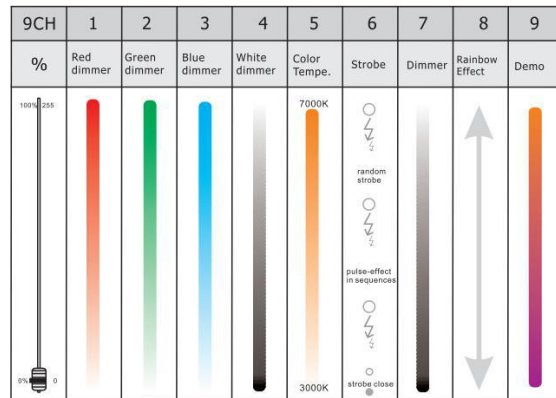 9CH 1 2 3 4 5 6 7 8 9
% Red dimmer Green dimmer Blue dimmer White dimmer Color Tempe. Strobe Dimmer Rainbow Effect Demo
100% 255
7000K
random
strobe
pulse-effect
in sequences
0% 0
3000K
strobe close